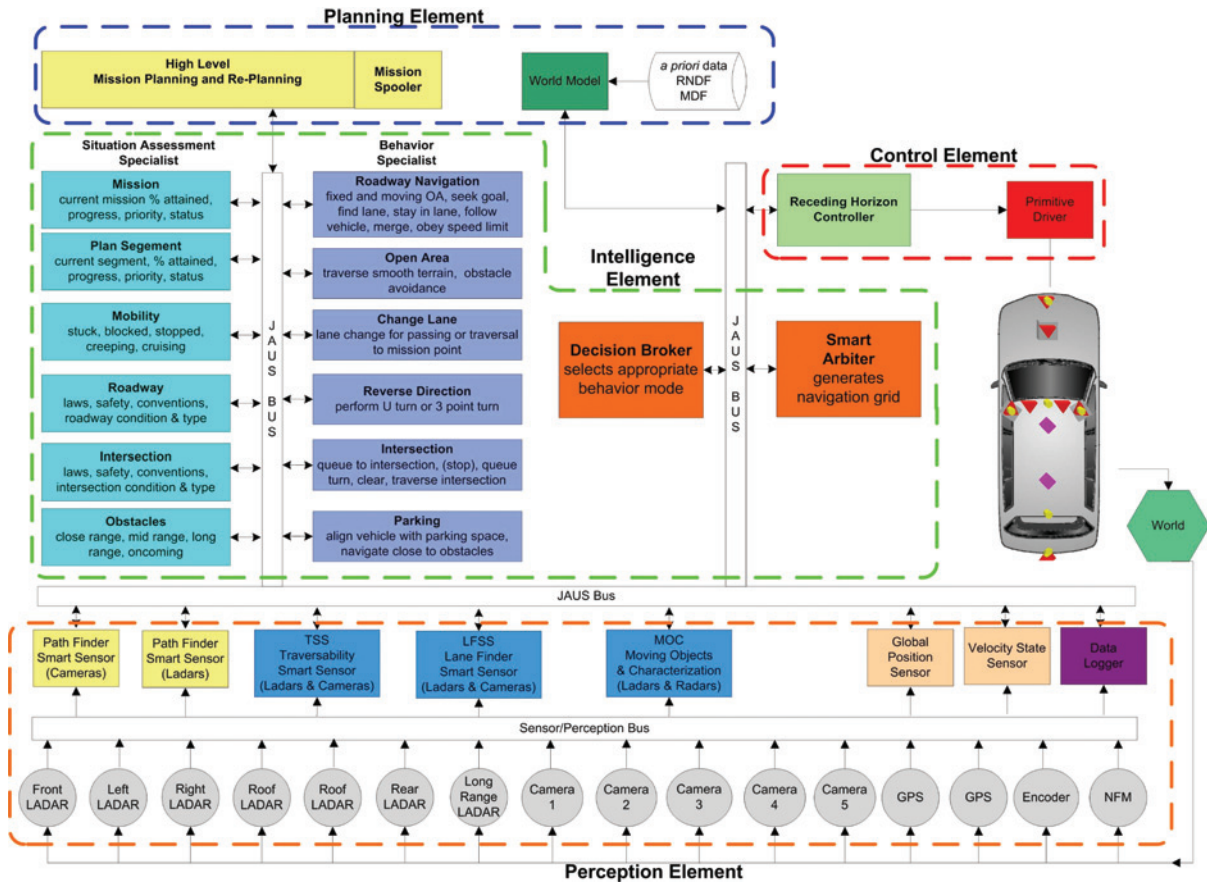 Planning Element
High Level
Mission Planning and Re-Planning
Mission
Spooler
World Model
a priori data
RNDF
MDF
Situation Assessment
Specialist
Behavior
Specialist
Mission
current mission % attained,
progress, priority, status
Plan Segement
current segment, % attained,
progress, priority, status
Mobility
stuck, blocked, stopped,
creeping, cruising
Roadway
laws, safety, conventions,
roadway condition & type
Intersection
laws, safety, conventions,
intersection condition & type
Obstacles
close range, mid range, long
range, oncoming
JAUS BUS
Roadway Navigation
fixed and moving OA, seek goal,
find lane, stay in lane, follow
vehicle, merge, obey speed limit
Open Area
traverse smooth terrain, obstacle
avoidance
Change Lane
lane change for passing or traversal
to mission point
Reverse Direction
perform U turn or 3 point turn
Intersection
queue to intersection, (stop), queue
turn, clear, traverse intersection
Parking
align vehicle with parking space,
navigate close to obstacles
Intelligence
Element
Decision Broker
selects appropriate
behavior mode
JAUS BUS
Smart
Arbiter
generates
navigation grid
Control Element
Receding Horizon
Controller
Primitive
Driver
World
JAUS Bus
Path Finder
Smart Sensor
(Cameras)
Path Finder
Smart Sensor
(Ladars)
TSS
Traversability
Smart Sensor
(Ladars & Cameras)
LFSS
Lane Finder
Smart Sensor
(Ladars & Cameras)
MOC
Moving Objects
& Characterization
(Ladars & Radars)
Global
Position
Sensor
Velocity State
Sensor
Data
Logger
Sensor/Perception Bus
Front
LADAR
Left
LADAR
Right
LADAR
Roof
LADAR
Roof
LADAR
Rear
LADAR
Long
Range
LADAR
Camera
1
Camera
2
Camera
3
Camera
4
Camera
5
GPS
GPS
Encoder
NFM
Perception Element